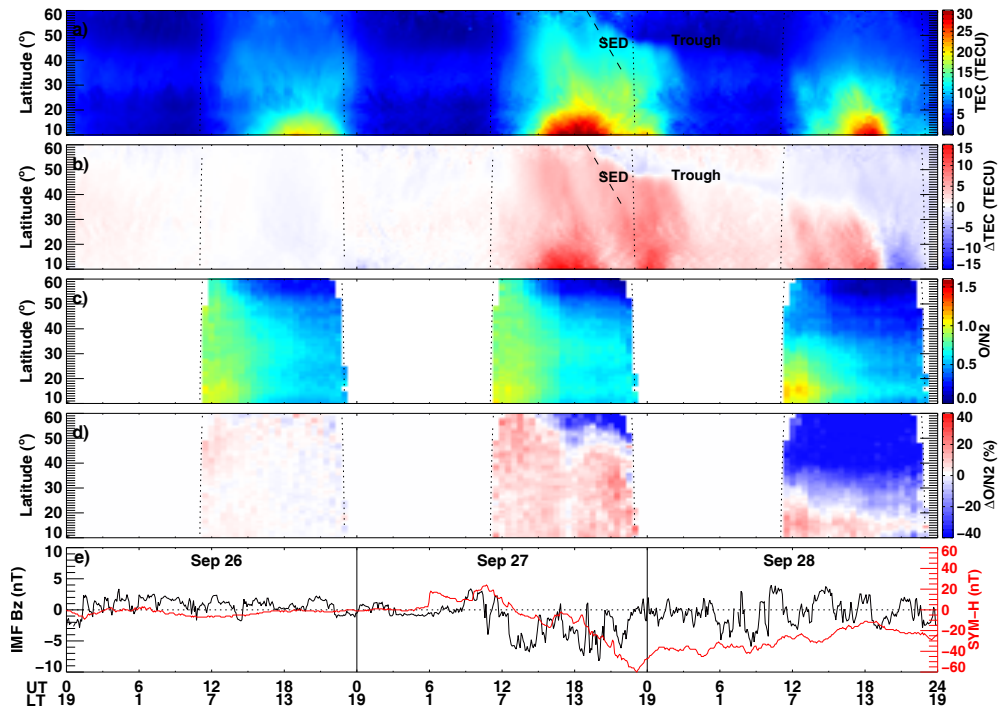 a)
SED
Trough
Latitude (°)
60
50
40
30
20
10
30
25
20
15
10
5
0
TEC (TECU)
b)
SED
Trough
Latitude (°)
60
50
40
30
20
10
15
10
5
0
−5
−10
−15
ΔTEC (TECU)
c)
Latitude (°)
60
50
40
30
20
10
1.5
1.0
0.5
0.0
O/N2
d)
Latitude (°)
60
50
40
30
20
10
40
20
0
−20
−40
ΔO/N2 (%)
e)
Sep 26
Sep 27
Sep 28
IMF Bz (nT)
10
5
0
−5
−10
60
40
20
0
−20
−40
−60
SYM−H (nT)
UT 0 6 12 18 0 6 12 18 0 6 12 18 24
LT 19 1 7 13 19 1 7 13 19 1 7 13 19